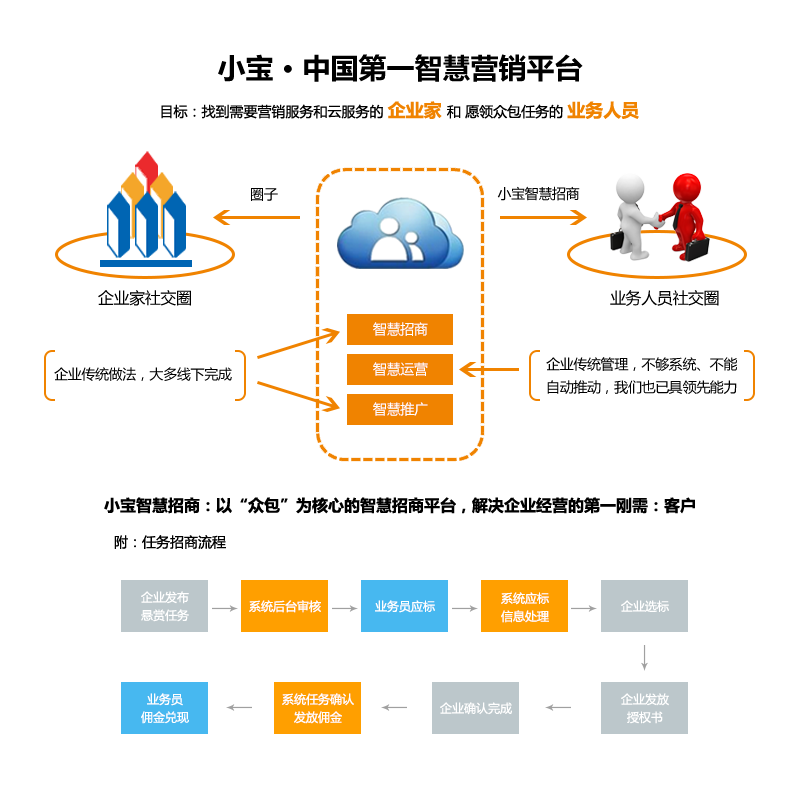 小宝·中国第一智慧营销平台
目标：找到需要营销服务和云服务的 企业家 和 愿领众包任务的 业务人员
圈子
小宝智慧招商
企业家社交圈
业务人员社交圈
智慧招商
智慧运营
智慧推广
企业传统做法，大多线下完成
企业传统管理，不够系统、不能
自动推动，我们也已具领先能力
小宝智慧招商：以“众包”为核心的智慧招商平台，解决企业经营的第一刚需：客户
附：任务招商流程
企业发布
悬赏任务
系统后台审核
业务员应标
系统应标
信息处理
企业选标
企业发放
授权书
企业确认完成
系统任务确认
发放佣金
业务员
佣金兑现